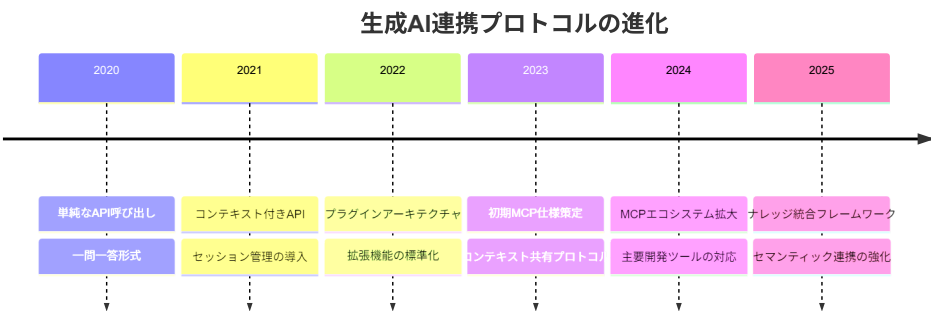 生成AI連携プロトコルの進化
2020
2021
2022
2023
2024
2025
単純なAPI呼び出し
コンテキスト付きAPI
プラグインアーキテクチャ
初期MCP仕様策定
MCPエコシステム拡大
ナレッジ統合フレームワーク
一問一答形式
セッション管理の導入
拡張機能の標準化
コンテキスト共有プロトコル
主要開発ツールの対応
セマンティック連携の強化